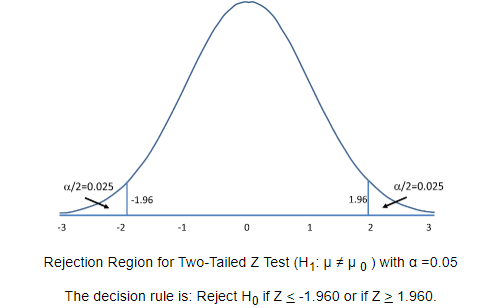 α/2=0.025 α/2=0.025
-1.96 1.96
-3 -2 -1 0 1 2 3
Rejection Region for Two-Tailed Z Test (H₁: μ ≠ μ ₀ ) with α =0.05
The decision rule is: Reject H₀ if Z ≤ -1.960 or if Z ≥ 1.960.